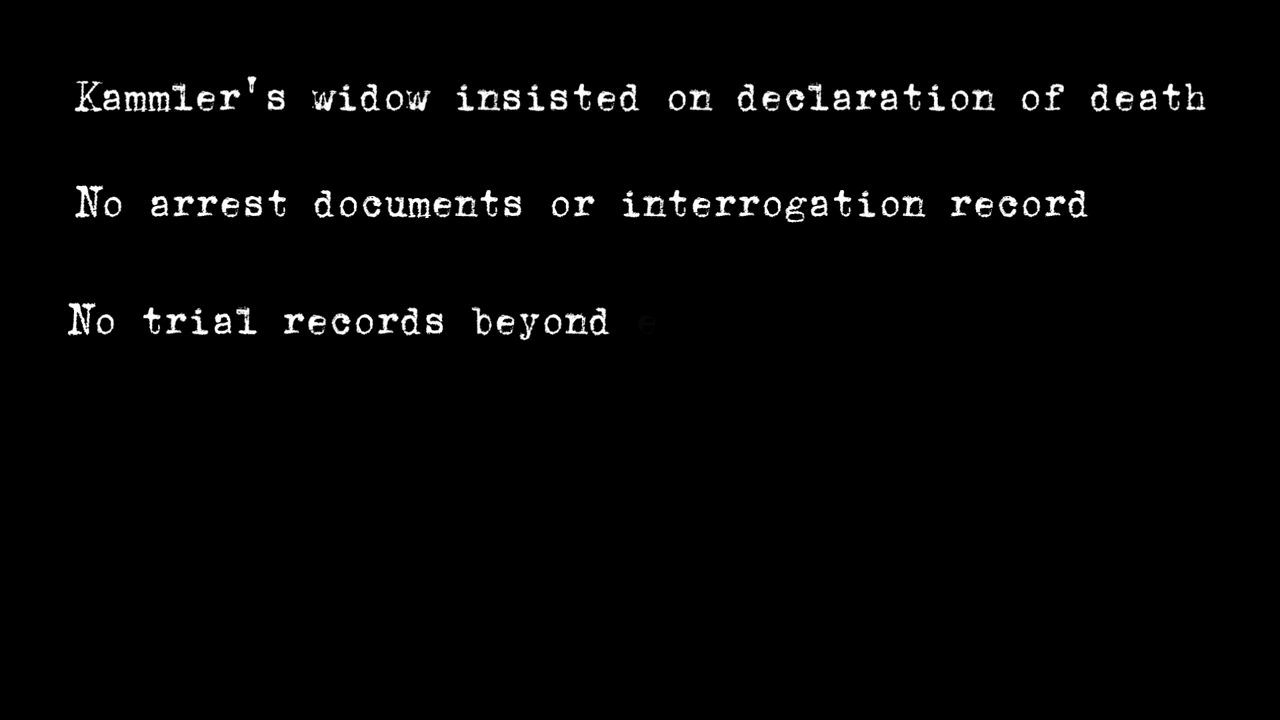 Kammler's widow insisted on declaration of death
No arrest documents or interrogation record
No trial records beyond e